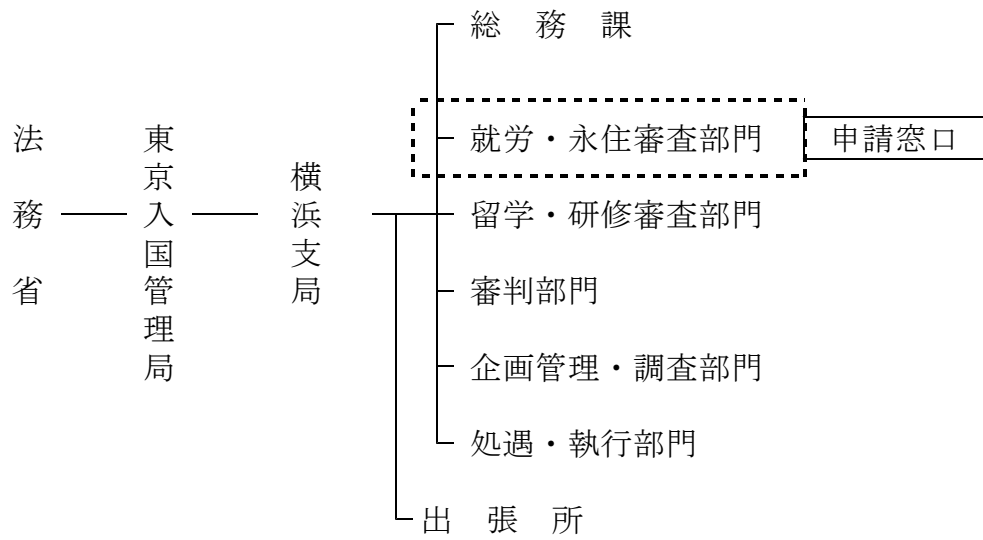 法務省
東京入国管理局
横浜支局
総務課
就労・永住審査部門
申請窓口
留学・研修審査部門
審判部門
企画管理・調査部門
処遇・執行部門
出張所